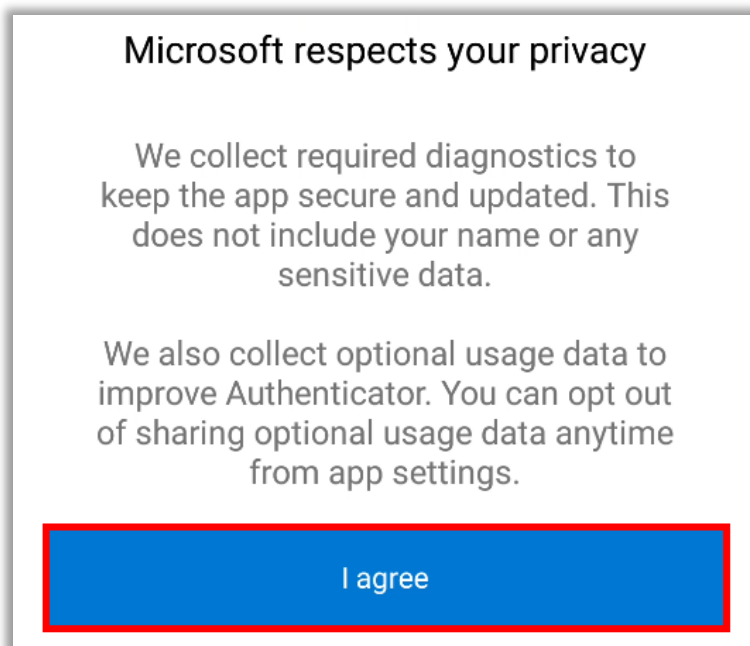 Microsoft respects your privacy
We collect required diagnostics to
keep the app secure and updated. This
does not include your name or any
sensitive data.
We also collect optional usage data to
improve Authenticator. You can opt out
of sharing optional usage data anytime
from app settings.
I agree